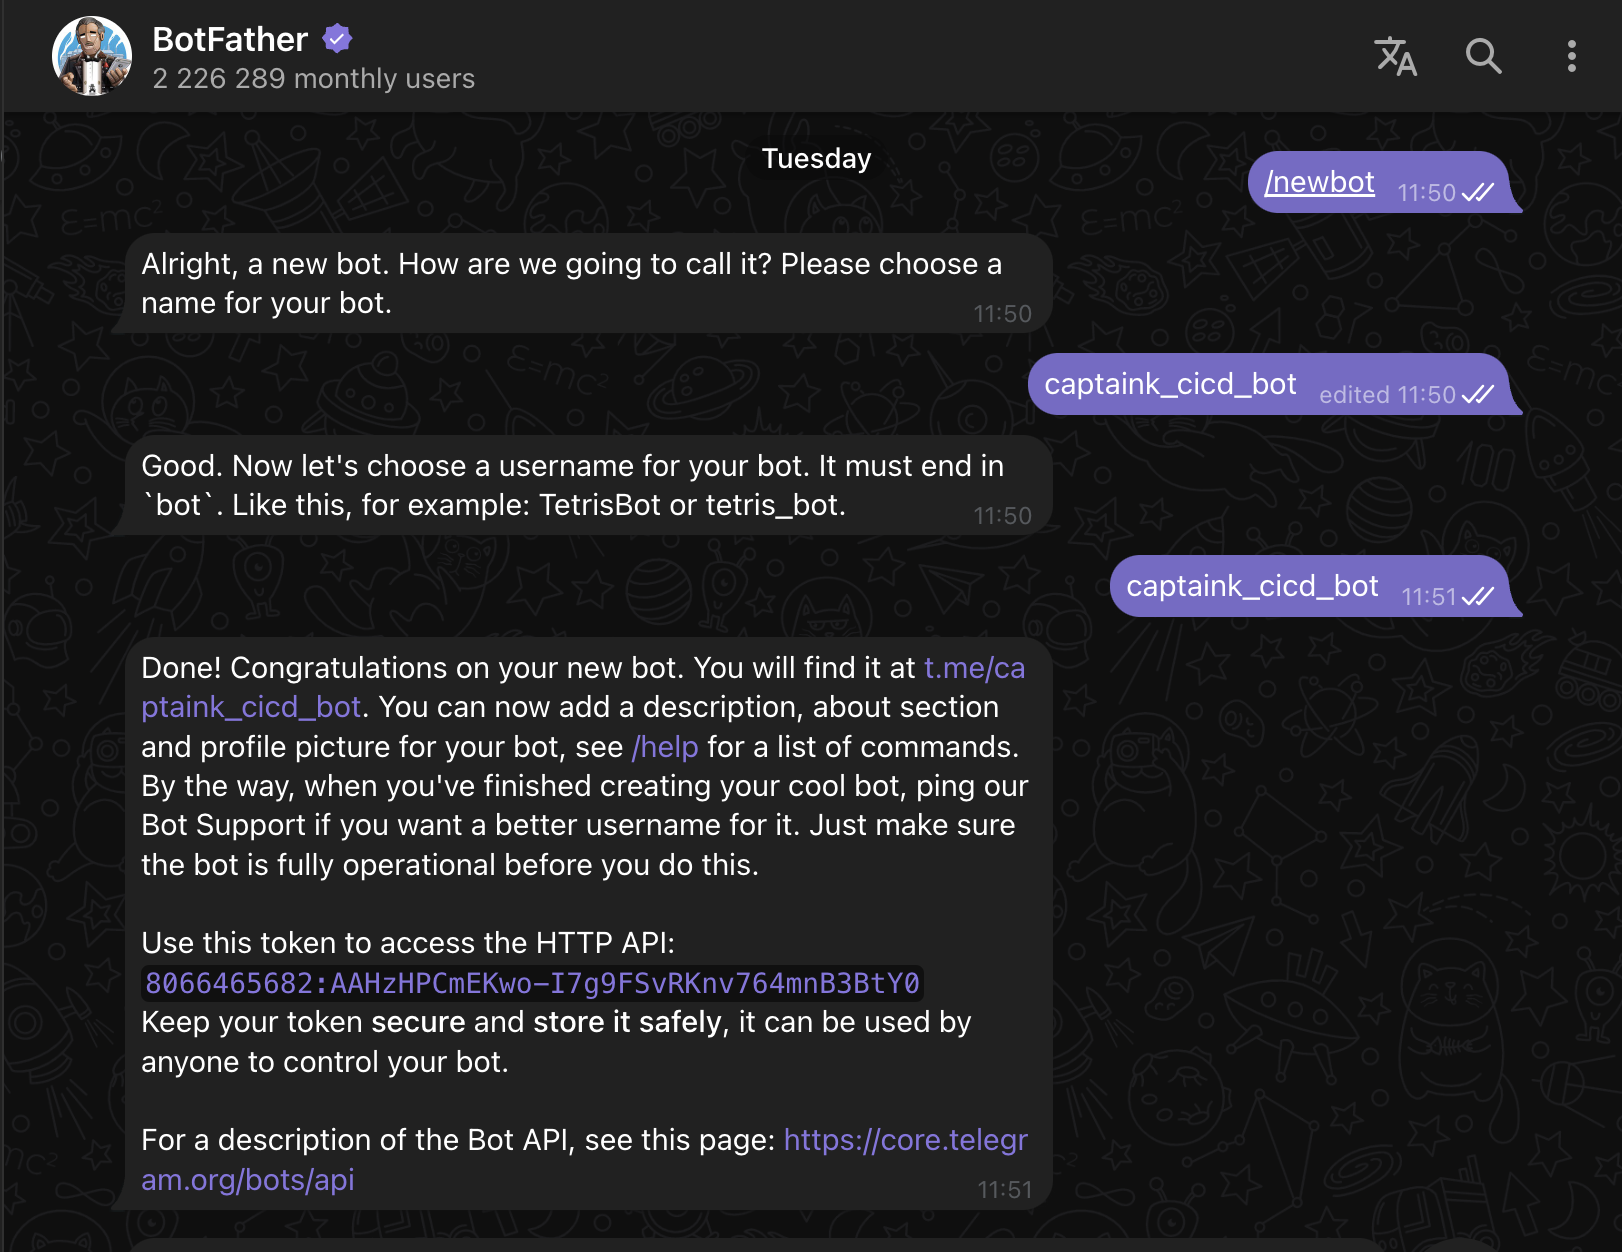 BotFather
2 226 289 monthly users
Tuesday
/newbot 11:50
Alright, a new bot. How are we going to call it? Please choose a
name for your bot.
11:50
captaink_cicd_bot edited 11:50
Good. Now let's choose a username for your bot. It must end in
`bot`. Like this, for example: TetrisBot or tetris_bot.
11:50
captaink_cicd_bot 11:51
Done! Congratulations on your new bot. You will find it at t.me/ca
ptaink_cicd_bot. You can now add a description, about section
and profile picture for your bot, see /help for a list of commands.
By the way, when you've finished creating your cool bot, ping our
Bot Support if you want a better username for it. Just make sure
the bot is fully operational before you do this.
Use this token to access the HTTP API:
8066465682:AAHzHPCmEKwo-I7g9FSvRKnv764mnB3BtY0
Keep your token secure and store it safely, it can be used by
anyone to control your bot.
For a description of the Bot API, see this page: https://core.telegr
am.org/bots/api
11:51